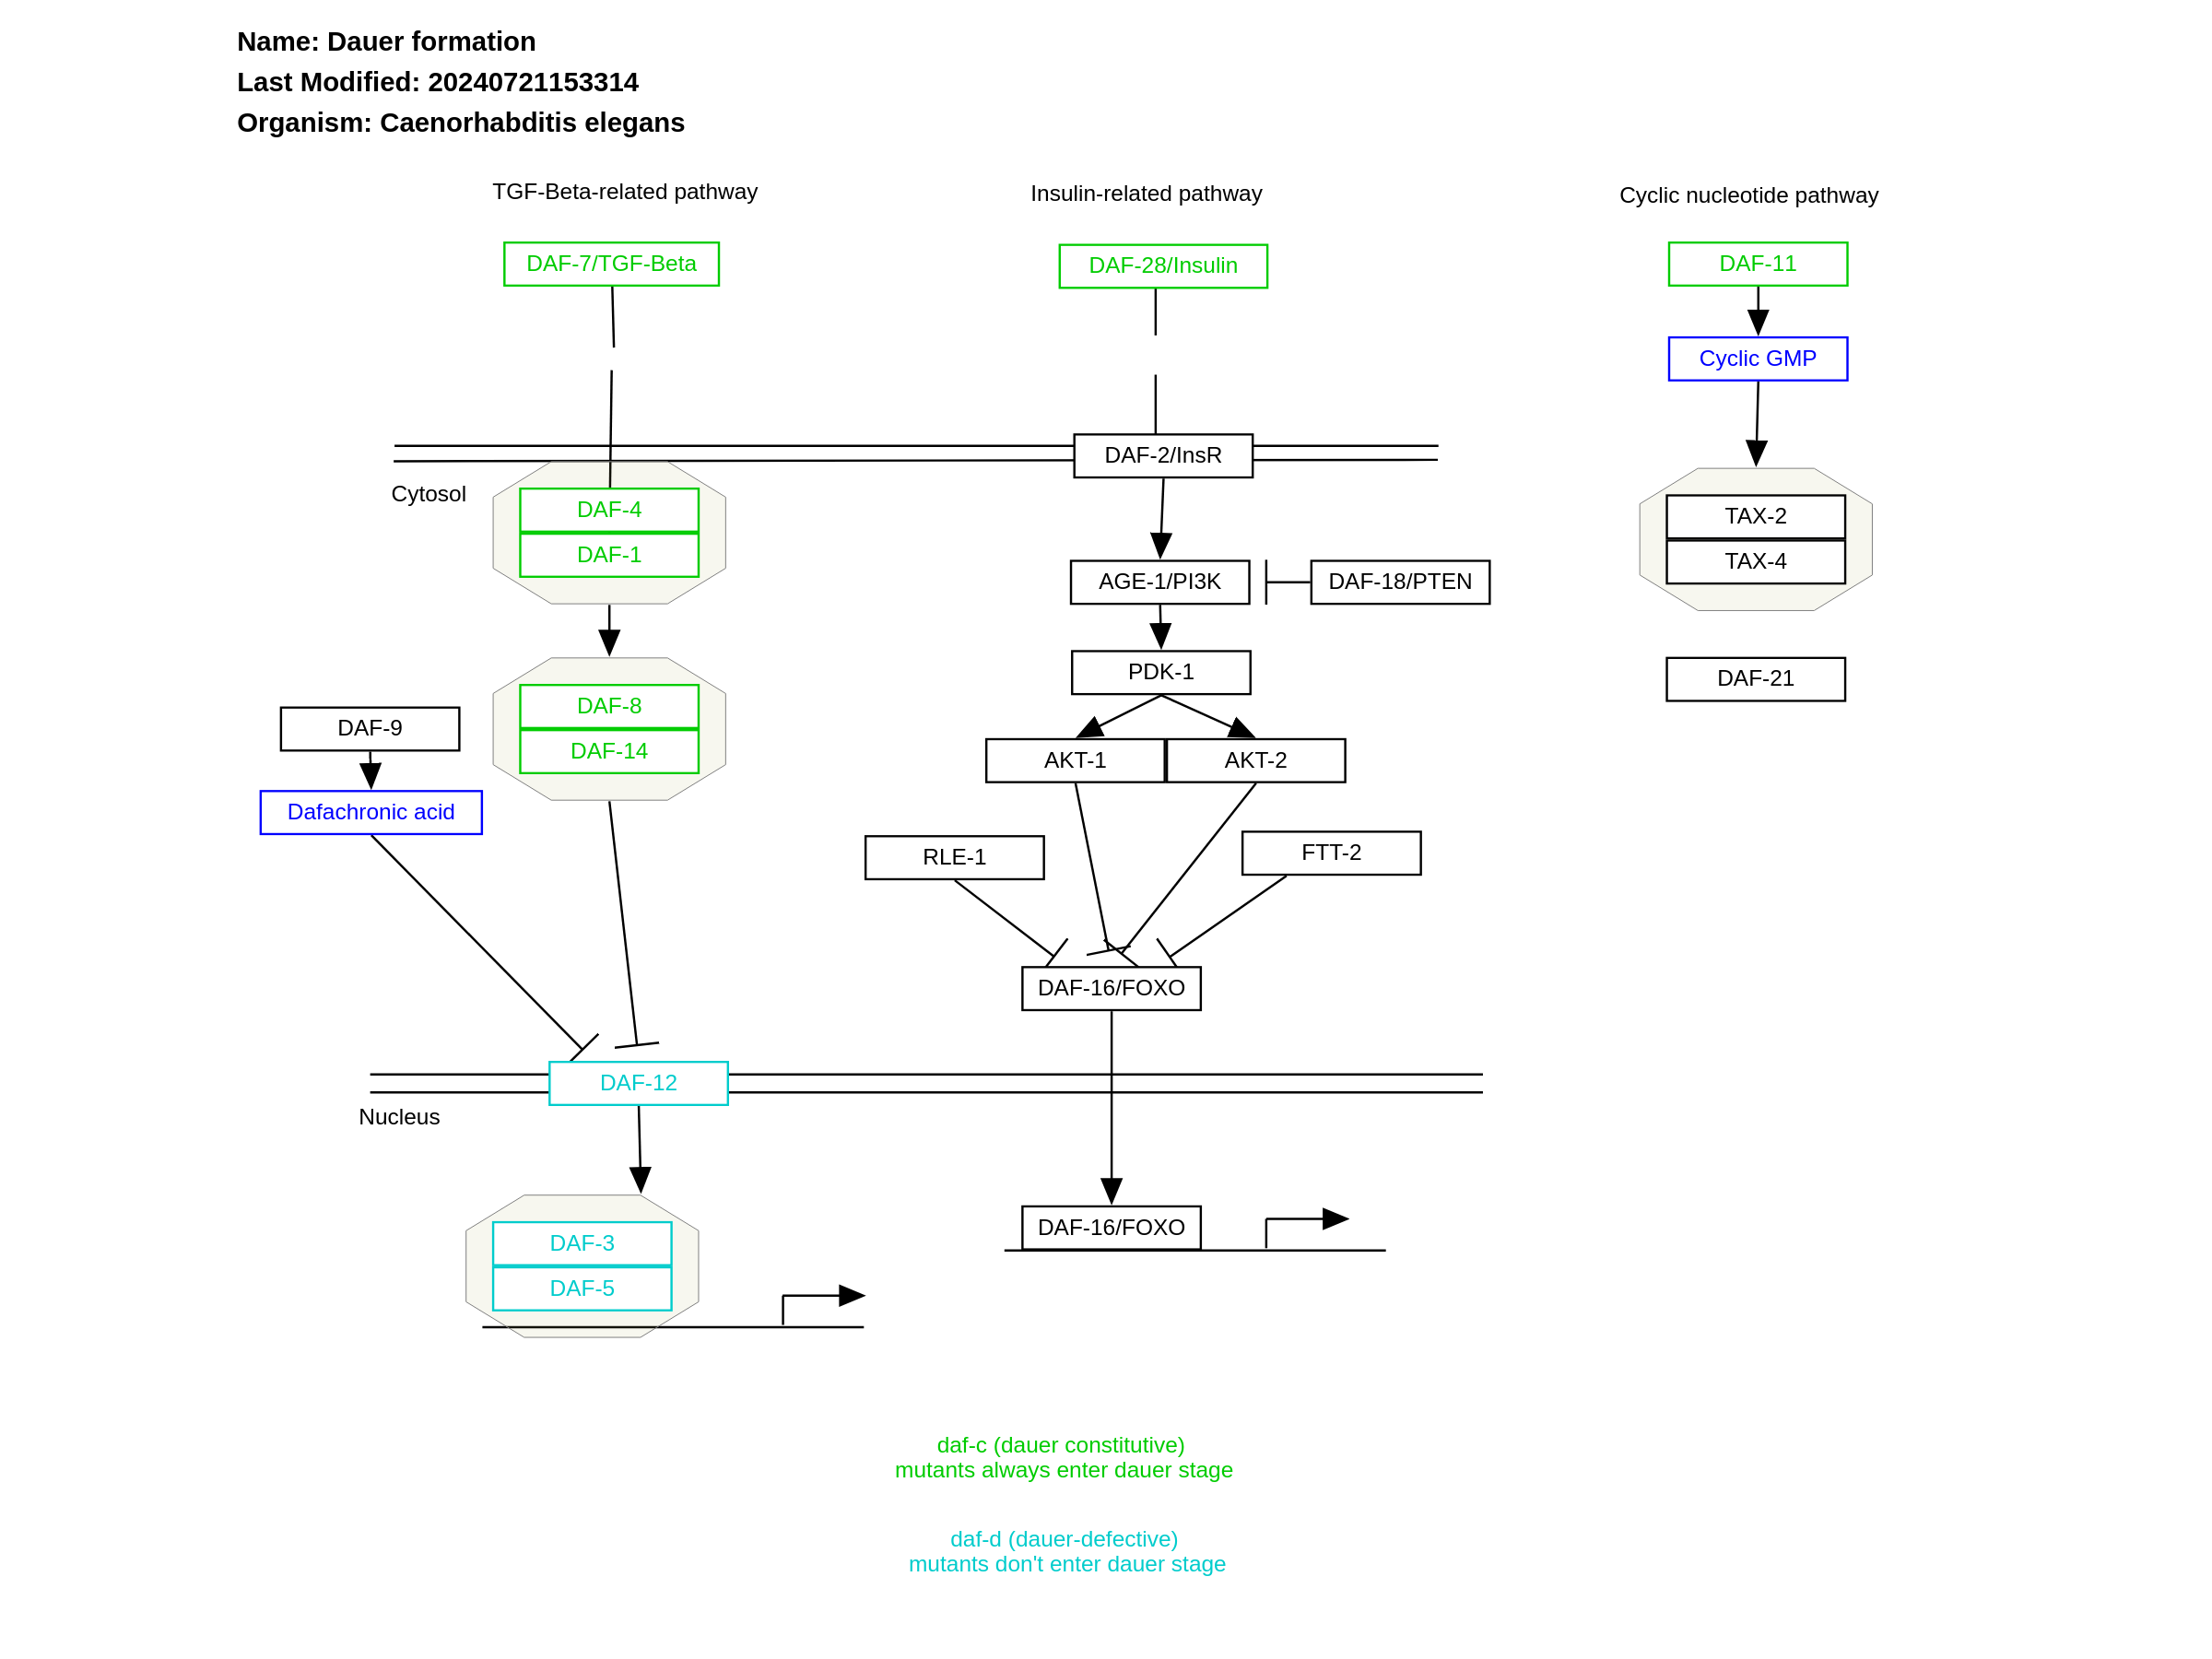 Name: Dauer formation
Last Modified: 20240721153314
Organism: Caenorhabditis elegans
TGF-Beta-related pathway
Insulin-related pathway
Cyclic nucleotide pathway
DAF-7/TGF-Beta
DAF-28/Insulin
DAF-11
Cyclic GMP
DAF-2/InsR
Cytosol
DAF-4
DAF-1
TAX-2
TAX-4
AGE-1/PI3K
DAF-18/PTEN
PDK-1
DAF-21
DAF-8
DAF-14
DAF-9
AKT-1
AKT-2
Dafachronic acid
RLE-1
FTT-2
DAF-16/FOXO
DAF-12
Nucleus
DAF-3
DAF-5
DAF-16/FOXO
daf-c (dauer constitutive)
mutants always enter dauer stage
daf-d (dauer-defective)
mutants don't enter dauer stage